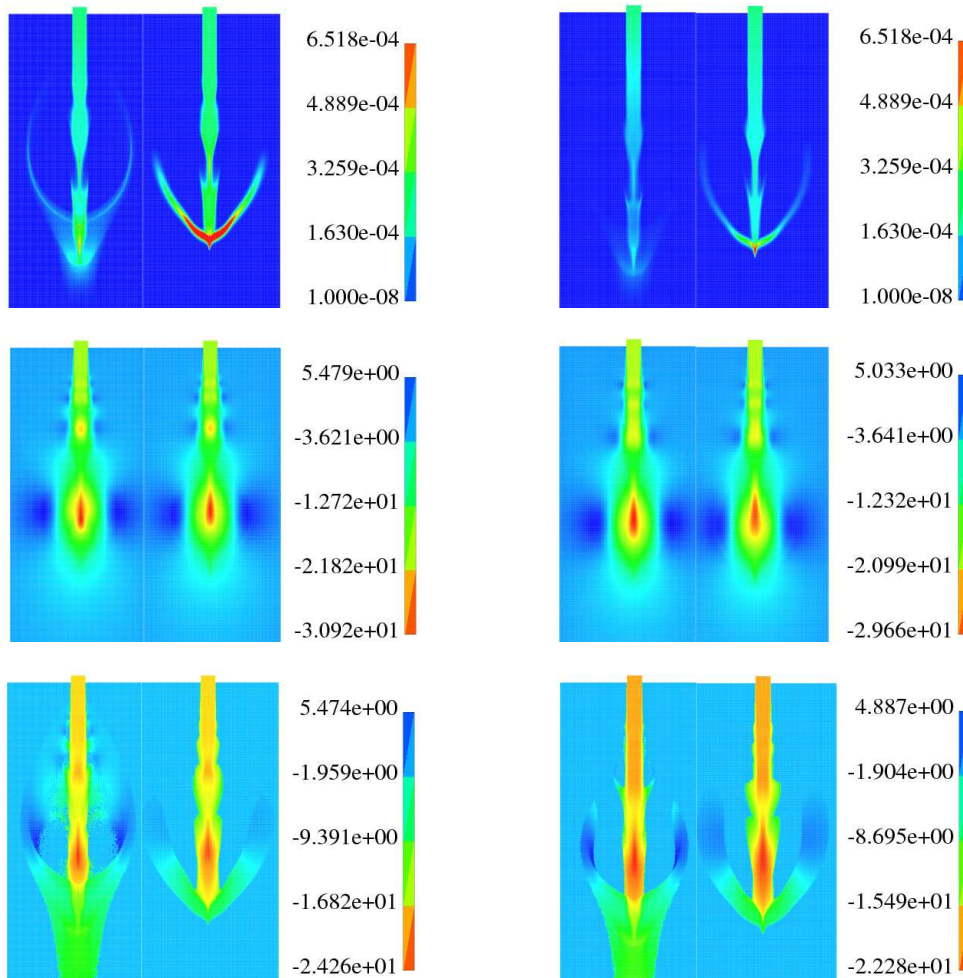 6.518e-04
4.889e-04
3.259e-04
1.630e-04
1.000e-08
6.518e-04
4.889e-04
3.259e-04
1.630e-04
1.000e-08
5.479e+00
-3.621e+00
-1.272e+01
-2.182e+01
-3.092e+01
5.033e+00
-3.641e+00
-1.232e+01
-2.099e+01
-2.966e+01
5.474e+00
-1.959e+00
-9.391e+00
-1.682e+01
-2.426e+01
4.887e+00
-1.904e+00
-8.695e+00
-1.549e+01
-2.228e+01